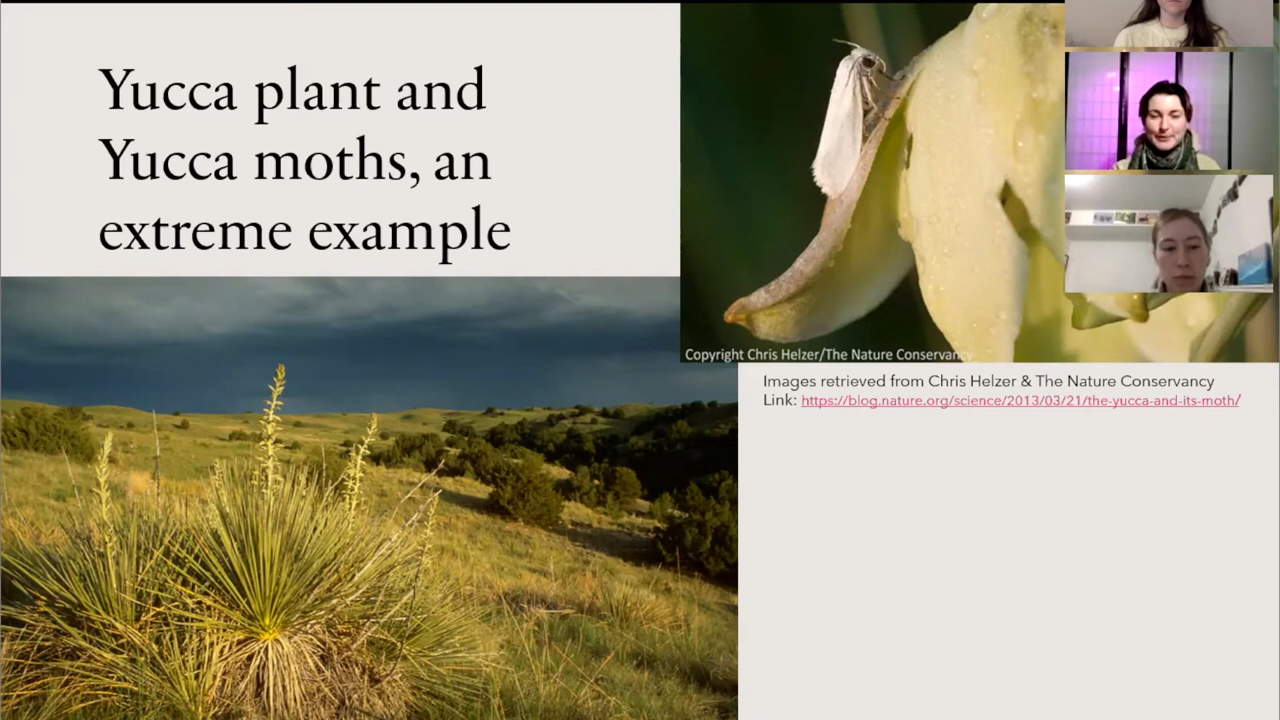 Yucca plant and
Yucca moths, an
extreme example
Copyright Chris Helzer/The Nature Conservancy
Images retrieved from Chris Helzer & The Nature Conservancy
Link: https://blog.nature.org/science/2013/03/21/the-yucca-and-its-moth/